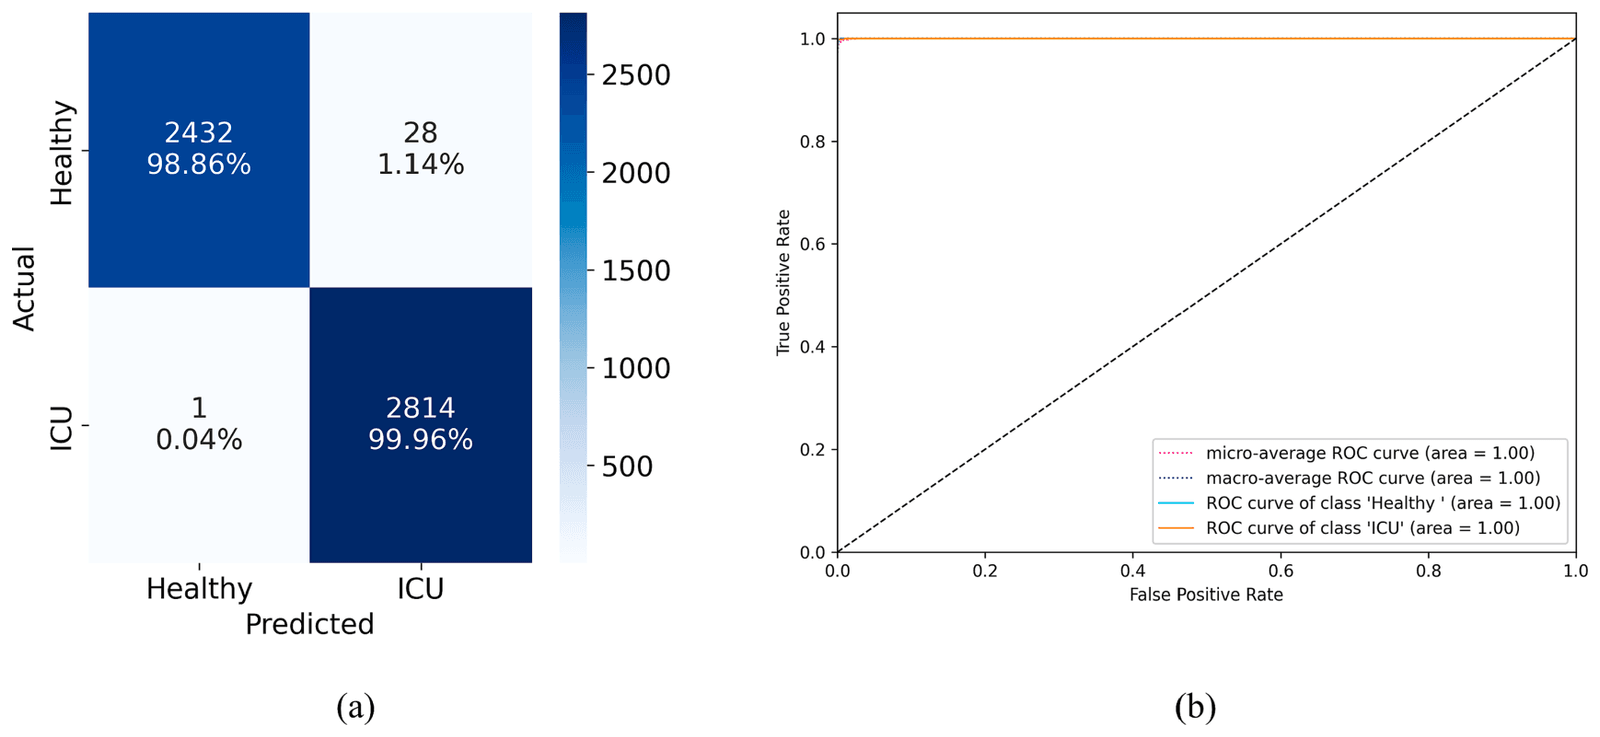 Actual
Healthy
ICU
2432
98.86%
28
1.14%
1
0.04%
2814
99.96%
Healthy
ICU
Predicted
2500
2000
1500
1000
500
(a)
True Positive Rate
1.0
0.8
0.6
0.4
0.2
0.0
micro-average ROC curve (area = 1.00)
macro-average ROC curve (area = 1.00)
ROC curve of class 'Healthy ' (area = 1.00)
ROC curve of class 'ICU' (area = 1.00)
0.0
0.2
0.4
0.6
0.8
1.0
False Positive Rate
(b)